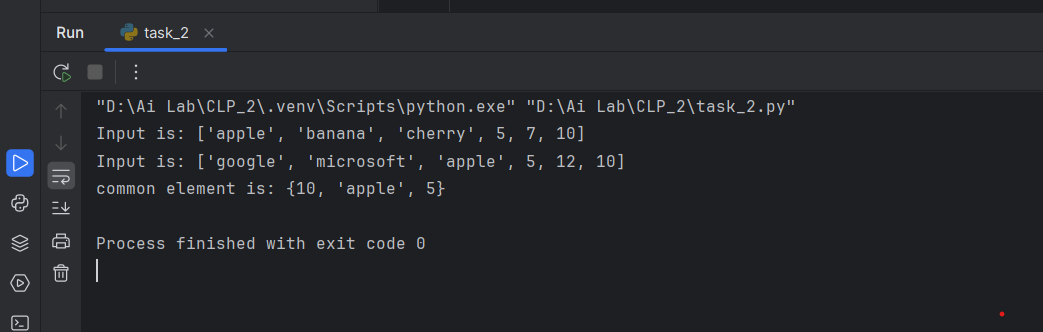 Run task_2
"D:\Ai Lab\CLP_2\.venv\Scripts\python.exe" "D:\Ai Lab\CLP_2\task_2.py"
Input is: ['apple', 'banana', 'cherry', 5, 7, 10]
Input is: ['google', 'microsoft', 'apple', 5, 12, 10]
common element is: {10, 'apple', 5}
Process finished with exit code 0